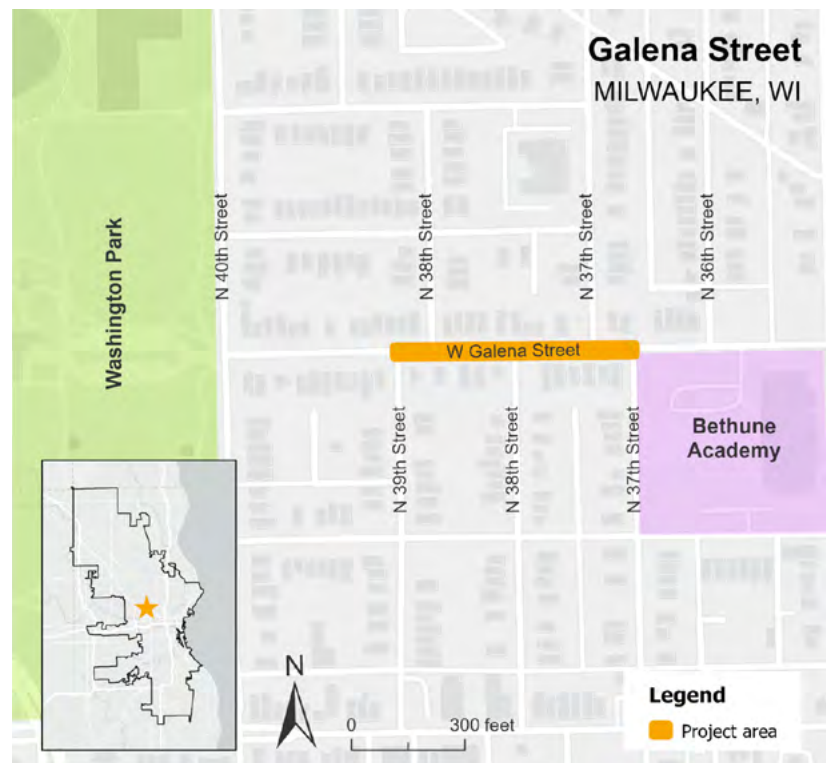 Galena Street
MILWAUKEE, WI
Washington Park
N 40th Street
N 38th Street
N 37th Street
N 36th Street
W Galena Street
N 39th Street
N 38th Street
N 37th Street
Bethune
Academy
N
0
300 feet
Legend
Project area